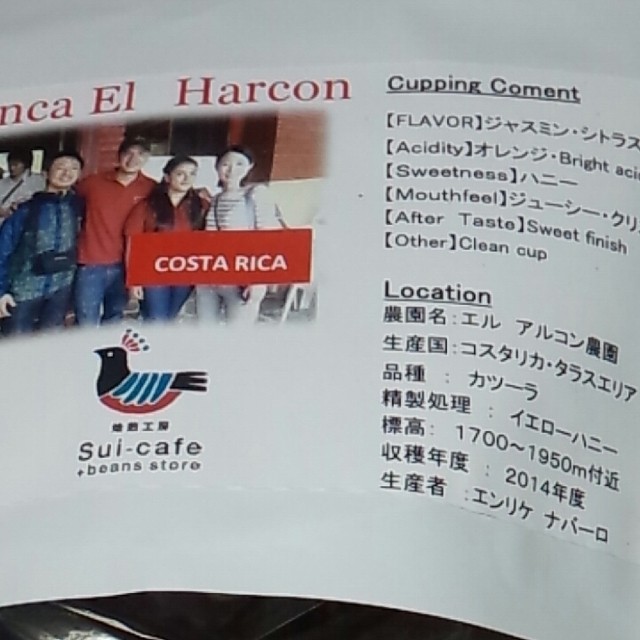 nca El Harcon
COSTA RICA
焙煎工房
Sui-cafe
+beans store
Cupping Coment
【FLAVOR】ジャスミン・シトラス
【Acidity】オレンジ・Bright acid
【Sweetness】ハニー
【Mouthfeel】ジューシー・クリ
【After Taste】Sweet finish
【Other】Clean cup
Location
農園名：エル アルコン農園
生産国：コスタリカ・タラスエリア
品種 ： カツーラ
精製処理 ： イエローハニー
標高： 1700～1950m付近
収穫年度 ： 2014年度
生産者 ：エンリケ ナバーロ